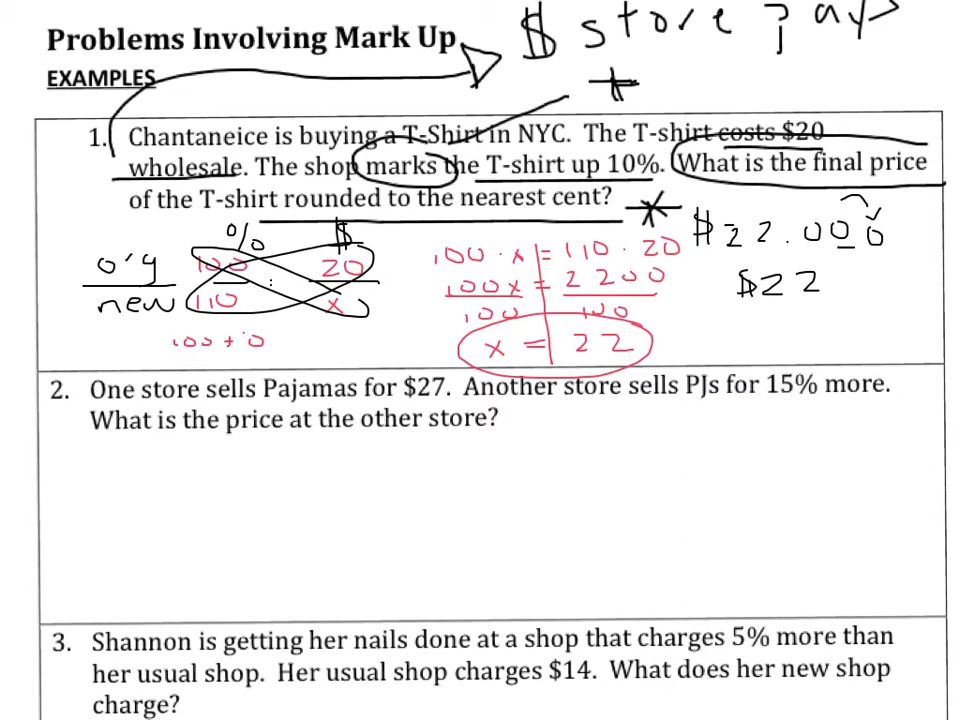 Problems Involving Mark Up
$ store pays
EXAMPLES
1. Chantaneice is buying a T-Shirt in NYC. The T-shirt costs $20
wholesale. The shop marks the T-shirt up 10%. What is the final price
of the T-shirt rounded to the nearest cent?
% $
orig 100 20
new 110 x
100 + 10
100 . x = 110 . 20
100x = 2200
100 100
x = 22
$22.000
$22
2. One store sells Pajamas for $27. Another store sells PJs for 15% more.
What is the price at the other store?
3. Shannon is getting her nails done at a shop that charges 5% more than
her usual shop. Her usual shop charges $14. What does her new shop
charge?